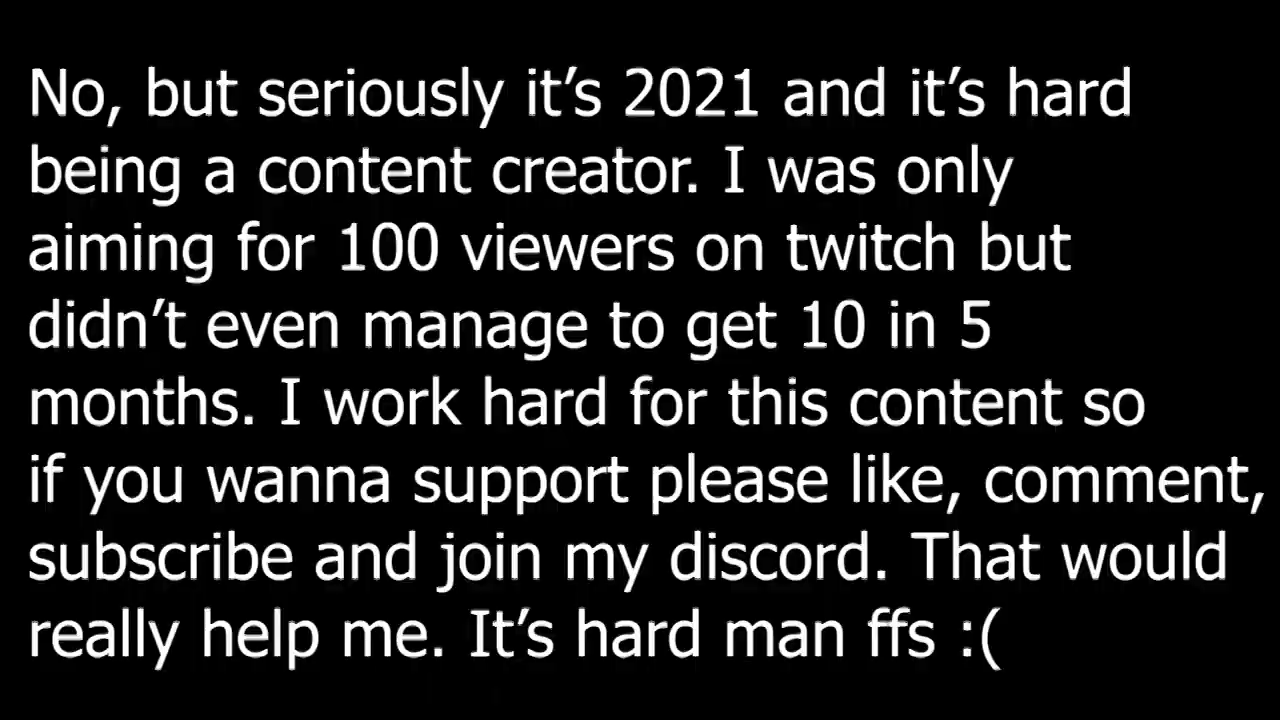 No, but seriously it’s 2021 and it’s hard
being a content creator. I was only
aiming for 100 viewers on twitch but
didn’t even manage to get 10 in 5
months. I work hard for this content so
if you wanna support please like, comment,
subscribe and join my discord. That would
really help me. It’s hard man ffs :(